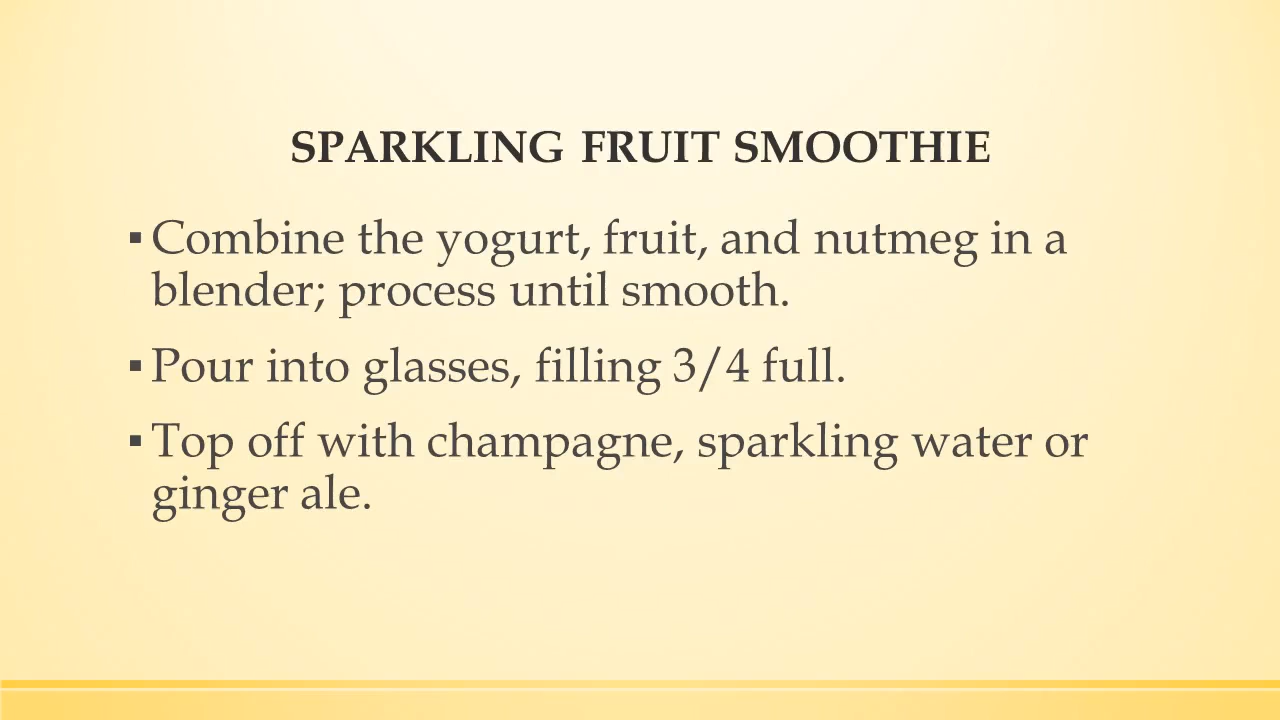 SPARKLING FRUIT SMOOTHIE
▪ Combine the yogurt, fruit, and nutmeg in a
blender; process until smooth.
▪ Pour into glasses, filling 3/4 full.
▪ Top off with champagne, sparkling water or
ginger ale.